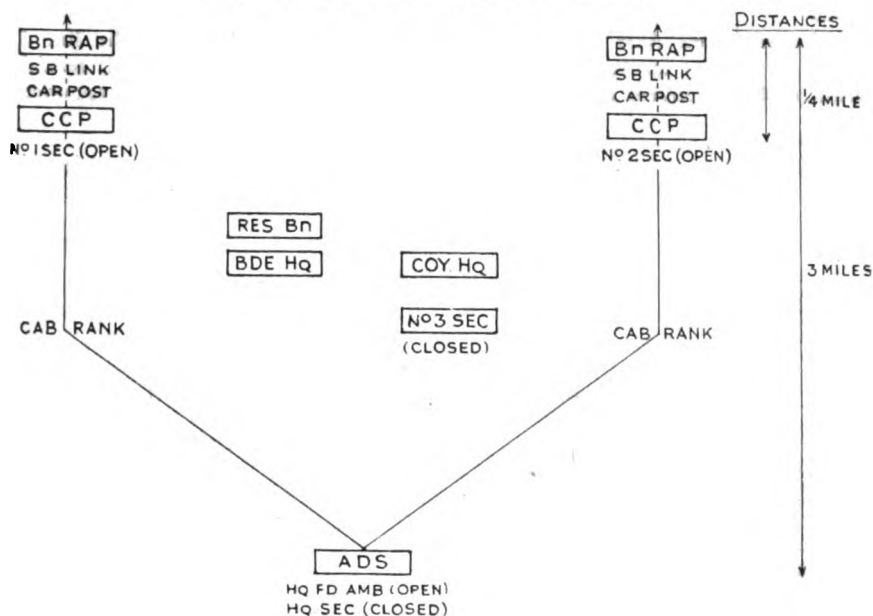 Bn RAP
SB LINK
CAR POST
CCP
No 1 SEC (OPEN)
Bn RAP
SB LINK
CAR POST
CCP
No 2 SEC (OPEN)
DISTANCES
1/4 MILE
3 MILES
RES Bn
BDE HQ
COY. HQ
No 3 SEC
(CLOSED)
CAB RANK
CAB RANK
ADS
HQ FD AMB (OPEN)
HQ SEC (CLOSED)